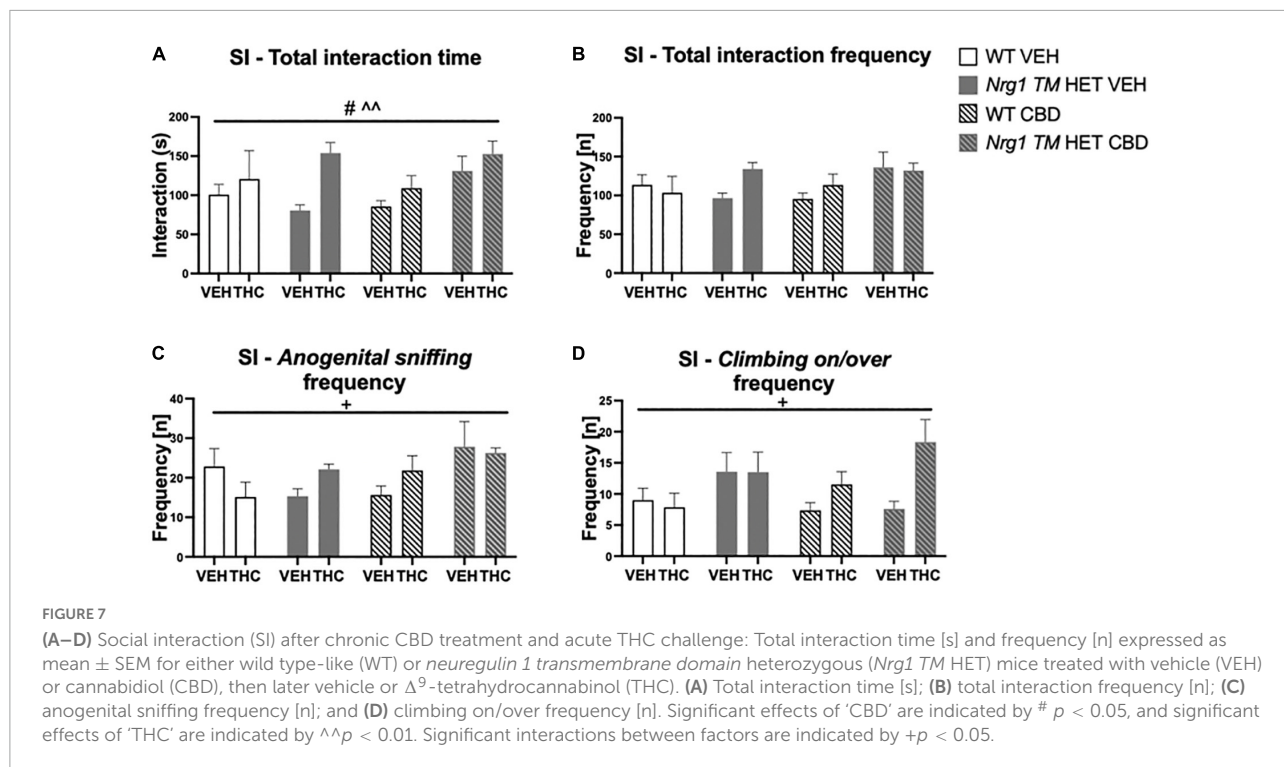 A
SI - Total interaction time
# ^^
Interaction (s)
200
150
100
50
0
VEH THC VEH THC VEH THC VEH THC
B
SI - Total interaction frequency
Frequency [n]
200
150
100
50
0
VEH THC VEH THC VEH THC VEH THC
WT VEH
Nrg1 TM HET VEH
WT CBD
Nrg1 TM HET CBD
C
SI - Anogenital sniffing
frequency
+
Frequency [n]
40
30
20
10
0
VEH THC VEH THC VEH THC VEH THC
D
SI - Climbing on/over
frequency
+
Frequency [n]
25
20
15
10
5
0
VEH THC VEH THC VEH THC VEH THC
FIGURE 7
(A–D) Social interaction (SI) after chronic CBD treatment and acute THC challenge: Total interaction time [s] and frequency [n] expressed as
mean ± SEM for either wild type-like (WT) or neuregulin 1 transmembrane domain heterozygous (Nrg1 TM HET) mice treated with vehicle (VEH)
or cannabidiol (CBD), then later vehicle or Δ⁹-tetrahydrocannabinol (THC). (A) Total interaction time [s]; (B) total interaction frequency [n]; (C)
anogenital sniffing frequency [n]; and (D) climbing on/over frequency [n]. Significant effects of ‘CBD’ are indicated by # p < 0.05, and significant
effects of ‘THC’ are indicated by ^^p < 0.01. Significant interactions between factors are indicated by +p < 0.05.